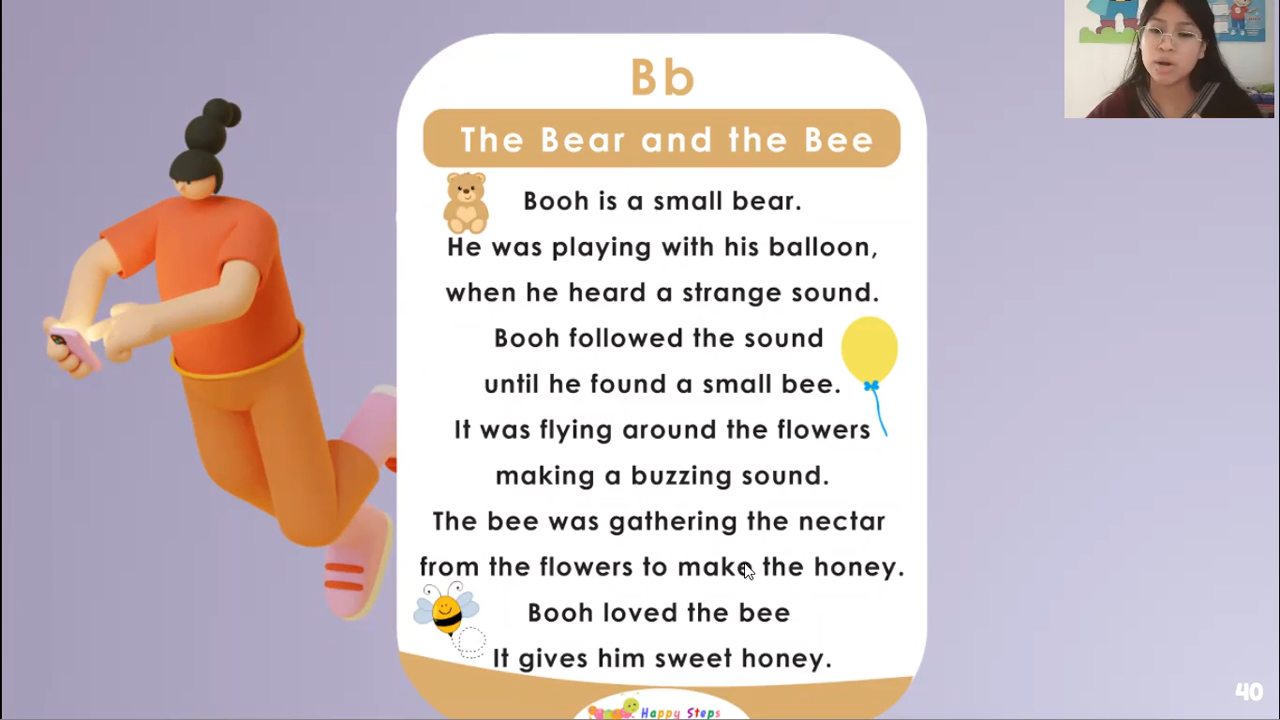 Bb
The Bear and the Bee
Booh is a small bear.
He was playing with his balloon,
when he heard a strange sound.
Booh followed the sound
until he found a small bee.
It was flying around the flowers
making a buzzing sound.
The bee was gathering the nectar
from the flowers to make the honey.
Booh loved the bee
It gives him sweet honey.
Happy Steps
40